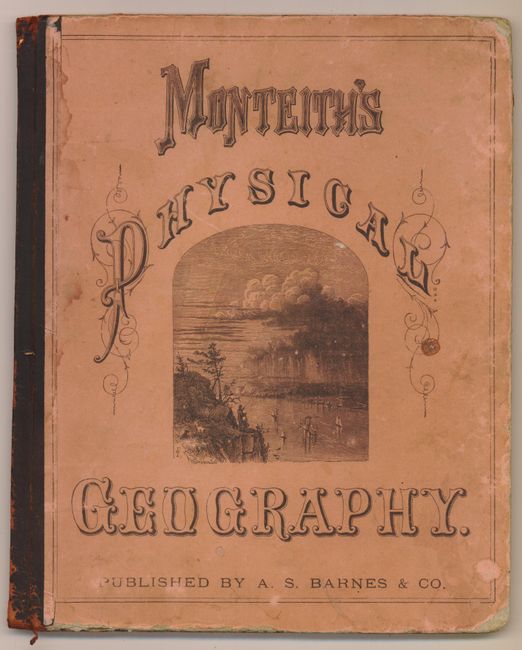 MONTEITH'S
PHYSICAL
GEOGRAPHY.
PUBLISHED BY A. S. BARNES & CO.